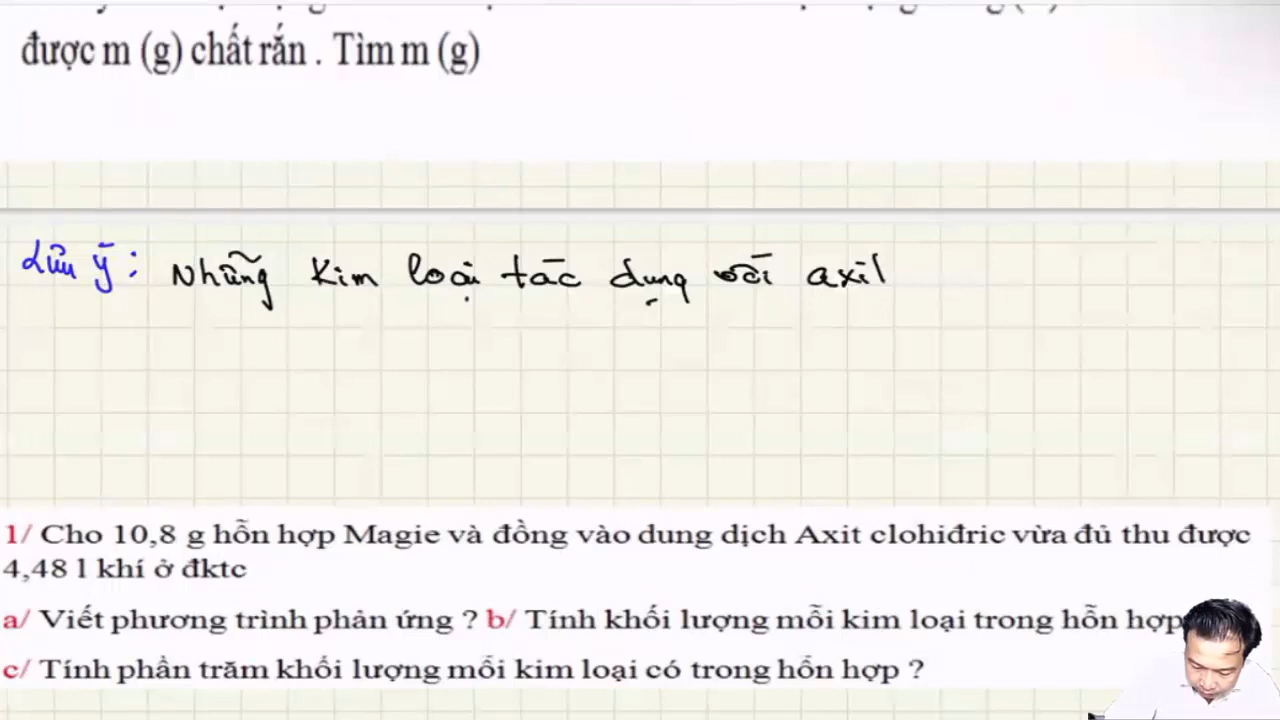 được m (g) chất rắn . Tìm m (g)
Lưu ý : Những kim loại tác dụng với axit
1/ Cho 10,8 g hỗn hợp Magie và đồng vào dung dịch Axit clohiđric vừa đủ thu được
4,48 l khí ở đktc
a/ Viết phương trình phản ứng ? b/ Tính khối lượng mỗi kim loại trong hỗn hợp
c/ Tính phần trăm khối lượng mỗi kim loại có trong hỗn hợp ?